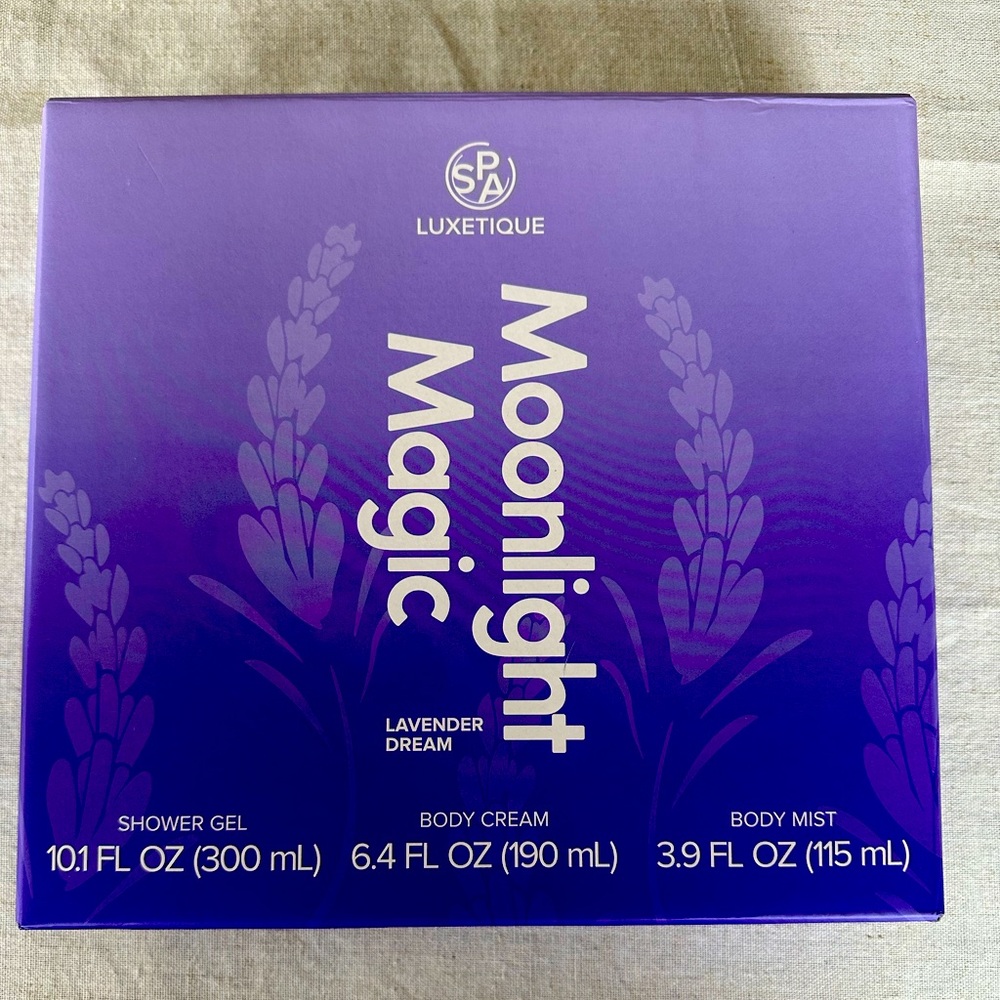 SPA
LUXETIQUE
Moonlight
Magic
LAVENDER
DREAM
SHOWER GEL
10.1 FL OZ (300 mL)
BODY CREAM
6.4 FL OZ (190 mL)
BODY MIST
3.9 FL OZ (115 mL)